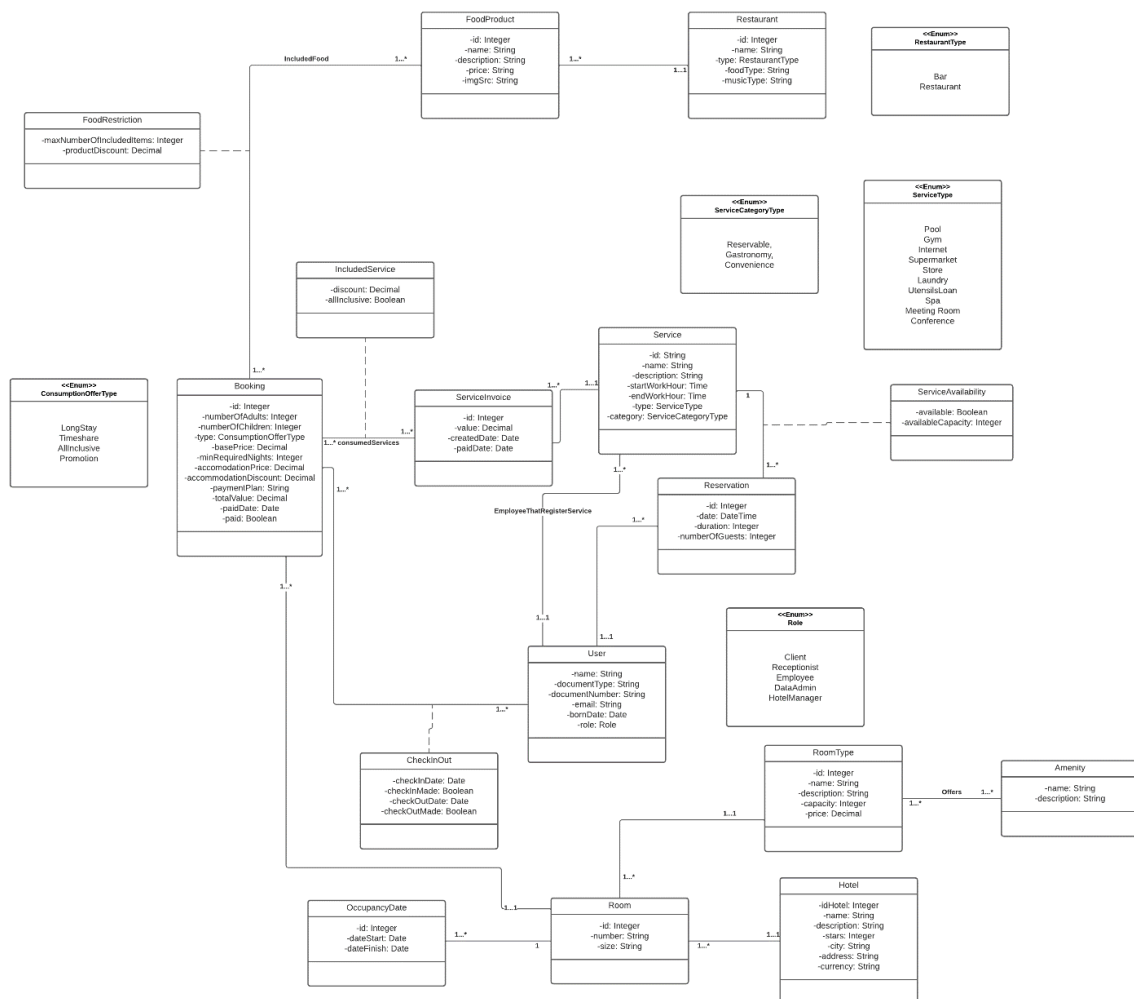 FoodProduct
-id: Integer
-name: String
-description: String
-price: String
-imgSrc: String
Restaurant
-id: Integer
-name: String
-type: RestaurantType
-foodType: String
-musicType: String
<<Enum>>
RestaurantType
Bar
Restaurant
IncludedFood
1...*
1...*
1...1
FoodRestriction
-maxNumberOfIncludedItems: Integer
-productDiscount: Decimal
<<Enum>>
ServiceCategoryType
Reservable,
Gastronomy,
Convenience
<<Enum>>
ServiceType
Pool
Gym
Internet
Supermarket
Store
Laundry
UtensilsLoan
Spa
Meeting Room
Conference
IncludedService
-discount: Decimal
-allInclusive: Boolean
<<Enum>>
ConsumptionOfferType
LongStay
Timeshare
AllInclusive
Promotion
1...*
Booking
-id: Integer
-numberOfAdults: Integer
-numberOfChildren: Integer
-type: ConsumptionOfferType
-basePrice: Decimal
-minRequiredNights: Integer
-accomodationPrice: Decimal
-accommodationDiscount: Decimal
-paymentPlan: String
-totalValue: Decimal
-paidDate: Date
-paid: Boolean
1...* consumedServices
1...*
ServiceInvoice
-id: Integer
-value: Decimal
-createdDate: Date
-paidDate: Date
1...*
1...1
Service
-id: String
-name: String
-description: String
-startWorkHour: Time
-endWorkHour: Time
-type: ServiceType
-category: ServiceCategoryType
1
ServiceAvailability
-available: Boolean
-availableCapacity: Integer
1...*
1...*
1...*
Reservation
-id: Integer
-date: DateTime
-duration: Integer
-numberOfGuests: Integer
EmployeeThatRegisterService
1...*
1...*
1...1
1...1
<<Enum>>
Role
Client
Receptionist
Employee
DataAdmin
HotelManager
User
-name: String
-documentType: String
-documentNumber: String
-email: String
-bornDate: Date
-role: Role
1...*
CheckInOut
-checkInDate: Date
-checkInMade: Boolean
-checkOutDate: Date
-checkOutMade: Boolean
RoomType
-id: Integer
-name: String
-description: String
-capacity: Integer
-price: Decimal
Offers
1...*
1...*
Amenity
-name: String
-description: String
1...1
1...*
1...1
OccupancyDate
-id: Integer
-dateStart: Date
-dateFinish: Date
1...*
1
Room
-id: Integer
-number: String
-size: String
1...*
1...1
Hotel
-idHotel: Integer
-name: String
-description: String
-stars: Integer
-city: String
-address: String
-currency: String